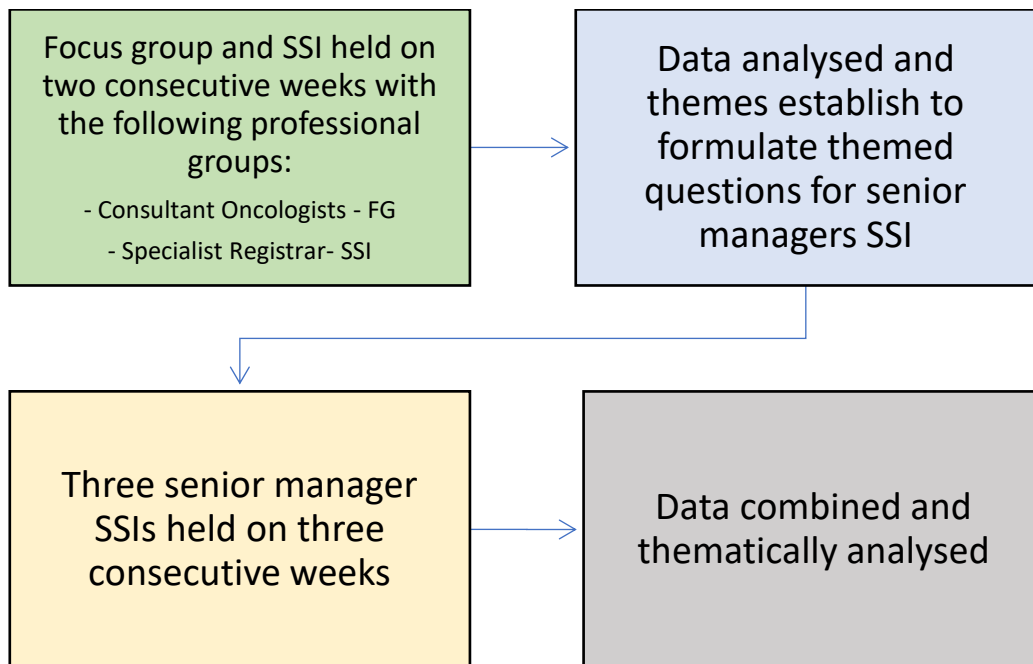 Focus group and SSI held on
two consecutive weeks with
the following professional
groups:
- Consultant Oncologists - FG
- Specialist Registrar- SSI
Data analysed and
themes establish to
formulate themed
questions for senior
managers SSI
Three senior manager
SSIs held on three
consecutive weeks
Data combined and
thematically analysed